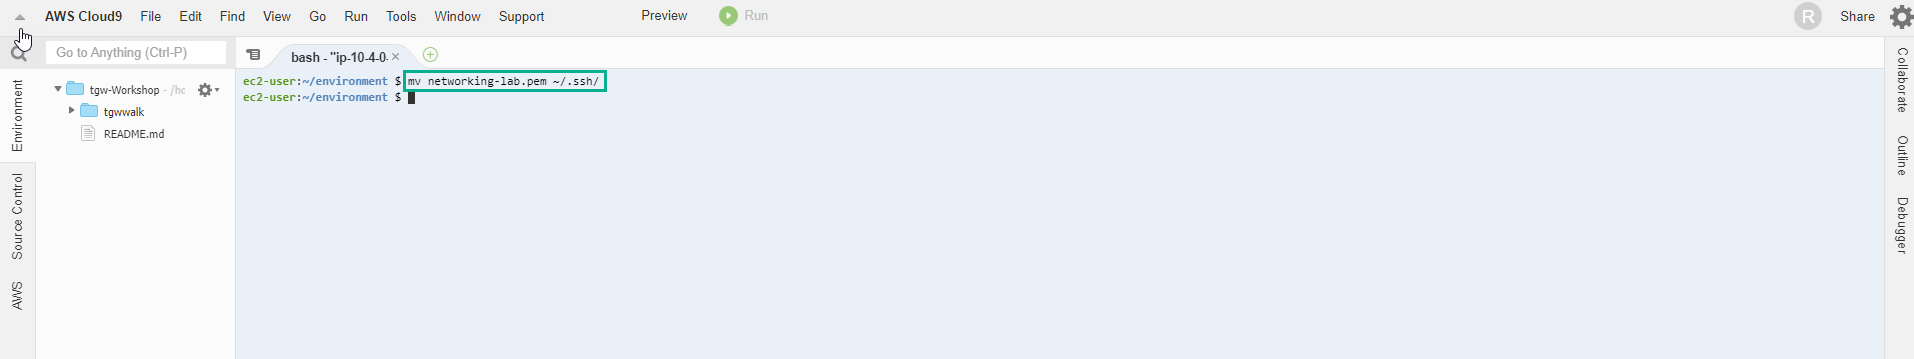 AWS Cloud9 File Edit Find View Go Run Tools Window Support Preview Run R Share
Go to Anything (Ctrl-P)
bash - "ip-10-4-0-
Environment
Source Control
AWS
tgw-Workshop - /ho
tgwwalk
README.md
ec2-user:~/environment $ mv networking-lab.pem ~/.ssh/
ec2-user:~/environment $
Collaborate
Outline
Debugger